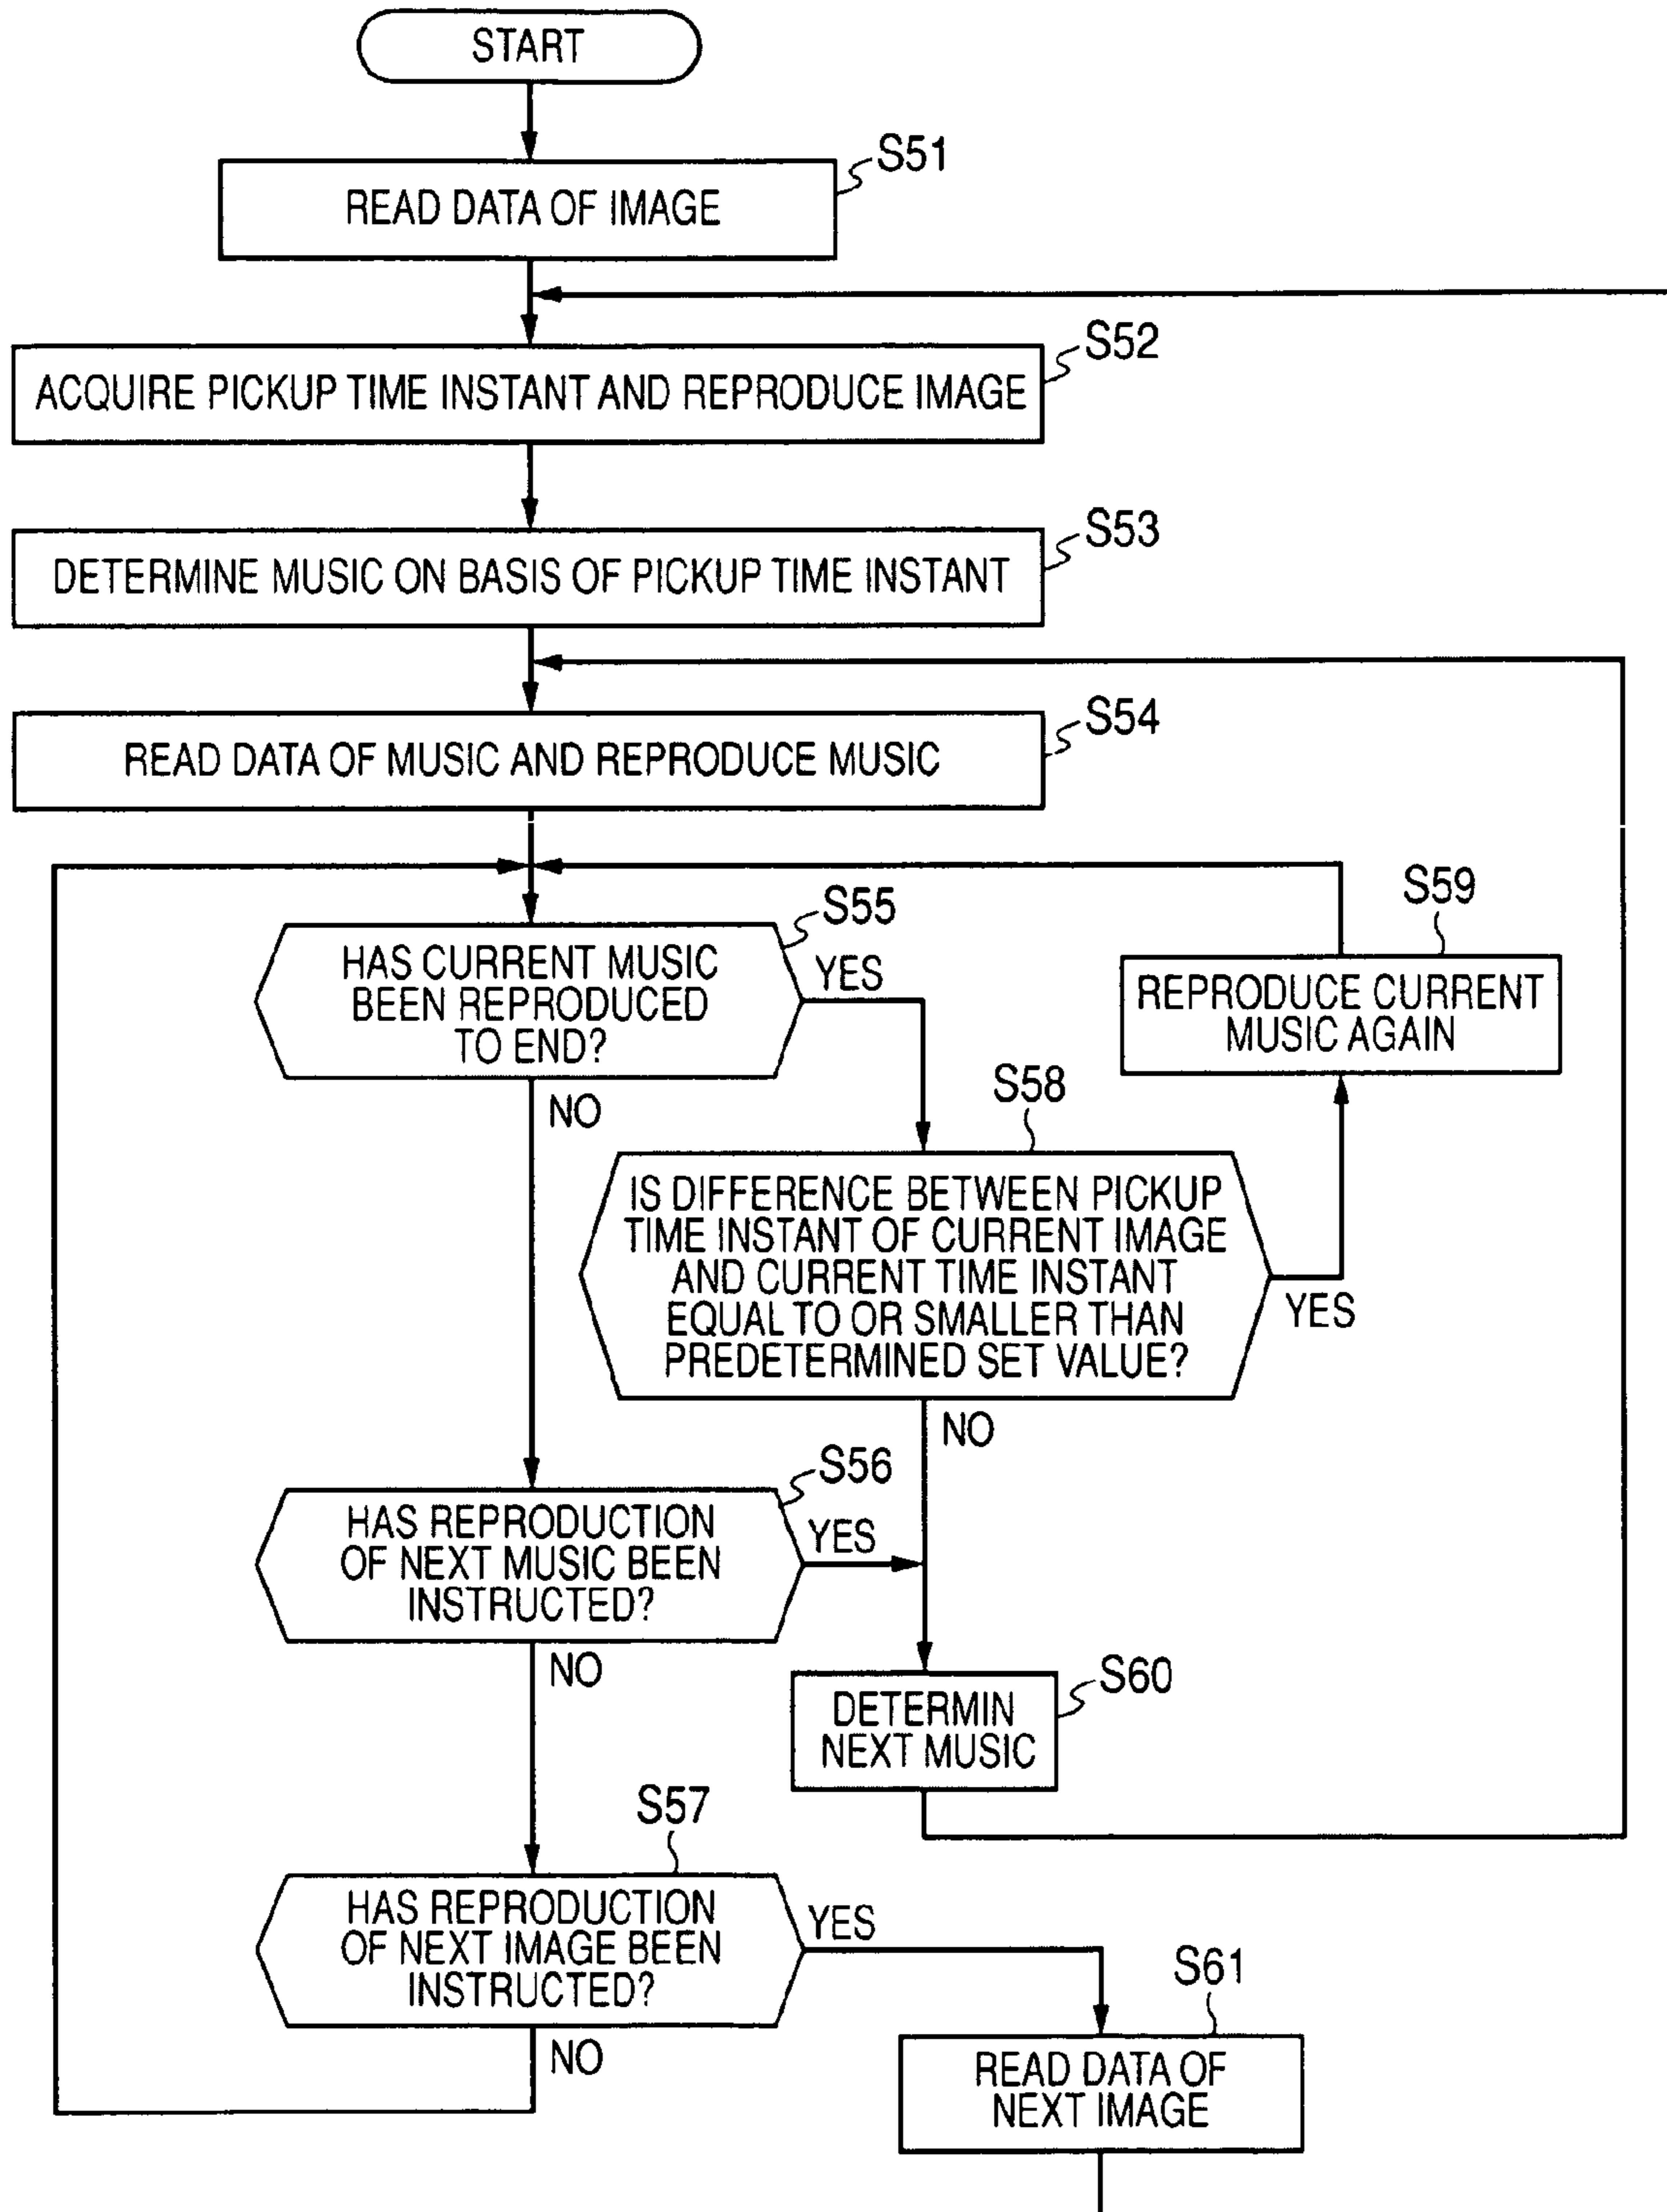 START
S51
READ DATA OF IMAGE
S52
ACQUIRE PICKUP TIME INSTANT AND REPRODUCE IMAGE
S53
DETERMINE MUSIC ON BASIS OF PICKUP TIME INSTANT
S54
READ DATA OF MUSIC AND REPRODUCE MUSIC
S55
HAS CURRENT MUSIC
BEEN REPRODUCED
TO END?
YES
NO
S59
REPRODUCE CURRENT
MUSIC AGAIN
S58
IS DIFFERENCE BETWEEN PICKUP
TIME INSTANT OF CURRENT IMAGE
AND CURRENT TIME INSTANT
EQUAL TO OR SMALLER THAN
PREDETERMINED SET VALUE?
YES
NO
S56
HAS REPRODUCTION
OF NEXT MUSIC BEEN
INSTRUCTED?
YES
NO
S60
DETERMIN
NEXT MUSIC
S57
HAS REPRODUCTION
OF NEXT IMAGE BEEN
INSTRUCTED?
YES
NO
S61
READ DATA OF
NEXT IMAGE